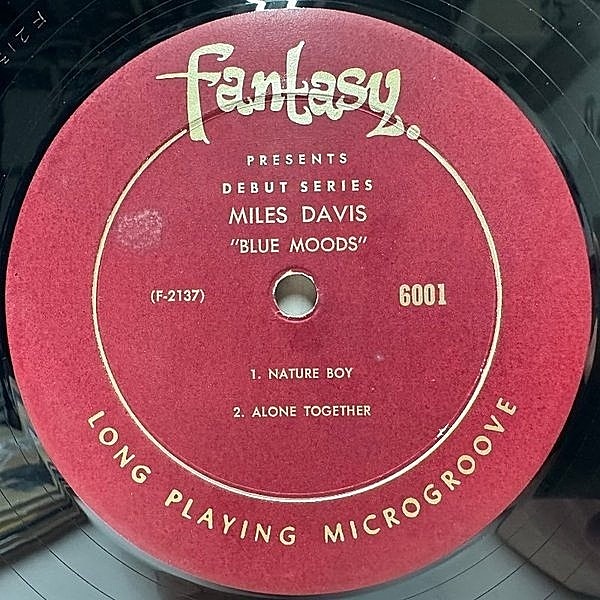 fantasy.
PRESENTS
DEBUT SERIES
MILES DAVIS
"BLUE MOODS"
(F-2137) 6001
1. NATURE BOY
2. ALONE TOGETHER
LONG PLAYING MICROGROOVE